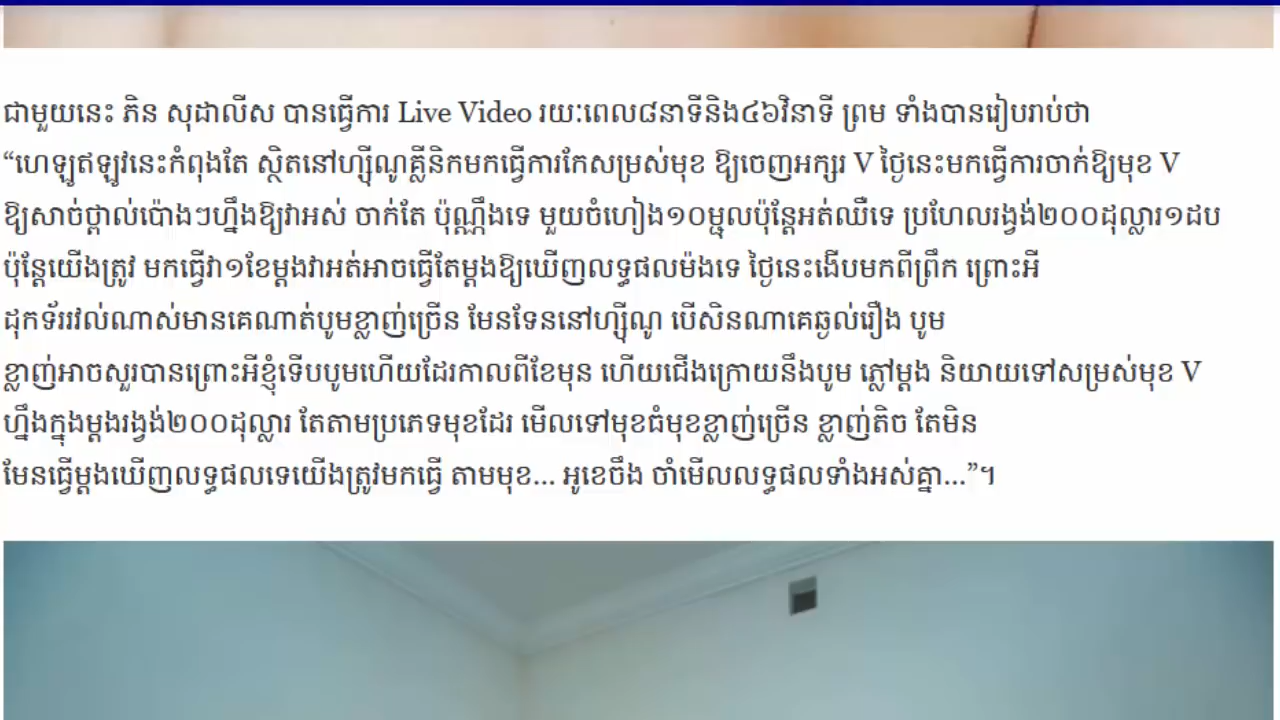 ជាមួយនេះ ភិន សុដាលីស បានធ្វើការ Live Video រយ:ពេល៨នាទីនិង៤៦វិនាទី ព្រម ទាំងបានរៀបរាប់ថា
“ហេឡូឥឡូវនេះកំពុងតែ ស្ថិតនៅហ្ស៊ីណូគ្លីនិកមកធ្វើការកែសម្រស់មុខ ឱ្យចេញអក្សរ V ថ្ងៃនេះមកធ្វើការចាក់ឱ្យមុខ V
ឱ្យសាច់ថ្ពាល់ប៉ោងៗហ្នឹងឱ្យវាអស់ ចាក់តែ ប៉ុណ្ណឹងទេ មួយចំហៀង១០ម្ជុលប៉ុន្តែអត់ឈឺទេ ប្រហែលរង្វង់២០០ដុល្លារ១ដប
ប៉ុន្តែយើងត្រូវ មកធ្វើវា១ខែម្ដងវាអត់អាចធ្វើតែម្ដងឱ្យឃើញលទ្ធផលម៉ងទេ ថ្ងៃនេះងើបមកពីព្រឹក ព្រោះអី
ដុកទ័ររវល់ណាស់មានគេណាត់បូមខ្លាញ់ច្រើន មែនទែននៅហ្ស៊ីណូ បើសិនណាគេឆ្ងល់រឿង បូម
ខ្លាញ់អាចសួរបានព្រោះអីខ្ញុំទើបបូមហើយដែរកាលពីខែមុន ហើយជើងក្រោយនឹងបូម ភ្លៅម្ដង និយាយទៅសម្រស់មុខ V
ហ្នឹងក្នុងម្ដងរង្វង់២០០ដុល្លារ តែតាមប្រភេទមុខដែរ មើលទៅមុខធំមុខខ្លាញ់ច្រើន ខ្លាញ់តិច តែមិន
មែនធ្វើម្ដងឃើញលទ្ធផលទេយើងត្រូវមកធ្វើ តាមមុខ... អូខេចឹង ចាំមើលលទ្ធផលទាំងអស់គ្នា...”។